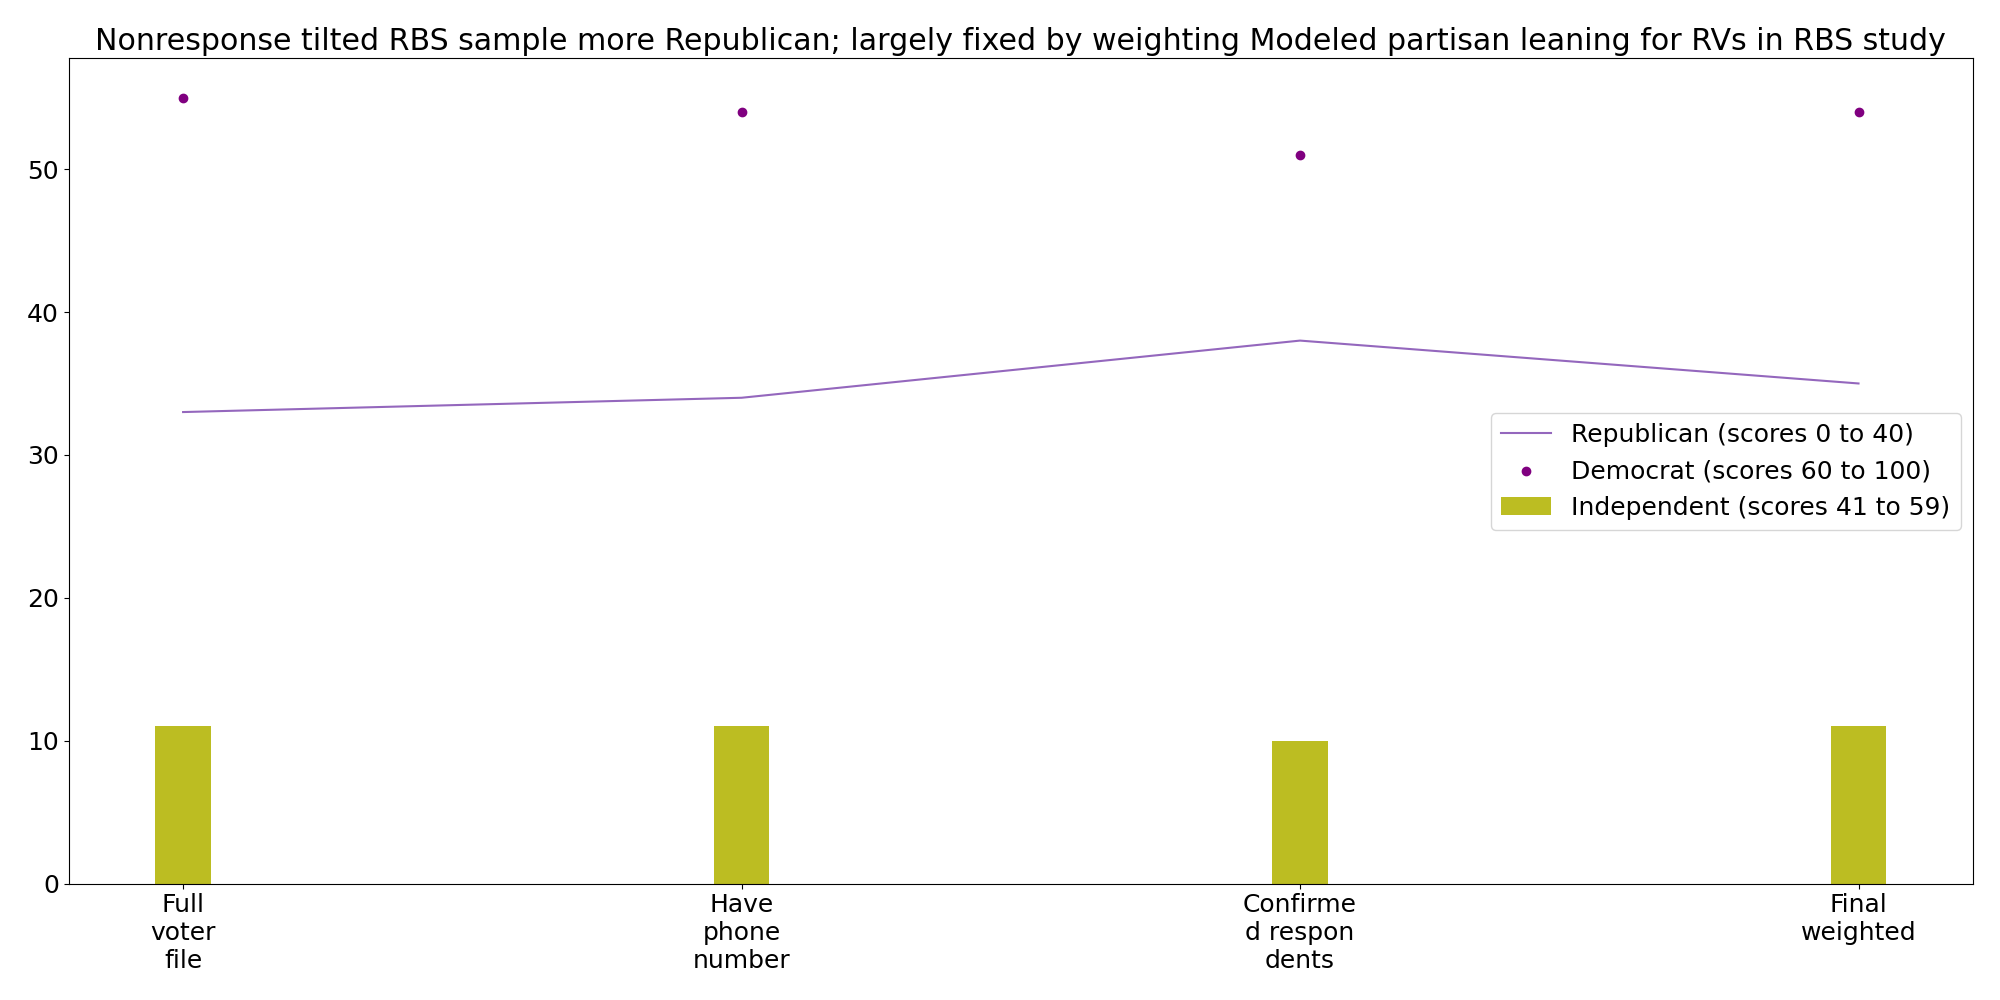 Nonresponse tilted RBS sample more Republican; largely fixed by weighting Modeled partisan leaning for RVs in RBS study
50
40
30
20
10
0
Republican (scores 0 to 40)
Democrat (scores 60 to 100)
Independent (scores 41 to 59)
Full
voter
file
Have
phone
number
Confirme
d respon
dents
Final
weighted